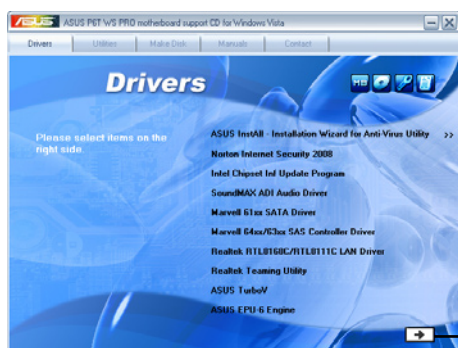 ASUS ASUS P6T WS PRO motherboard support CD for Windows Vista
Drivers Utilities Make Disk Manuals Contact
Drivers
Please select items on the right side.
ASUS InstAll - Installation Wizard for Anti-Virus Utility >>
Norton Internet Security 2008
Intel Chipset Inf Update Program
SoundMAX ADI Audio Driver
Marvell 61xx SATA Driver
Marvell 64xx/63xx SAS Controller Driver
Realtek RTL8168C/RTL8111C LAN Driver
Realtek Teaming Utility
ASUS TurboV
ASUS EPU-6 Engine